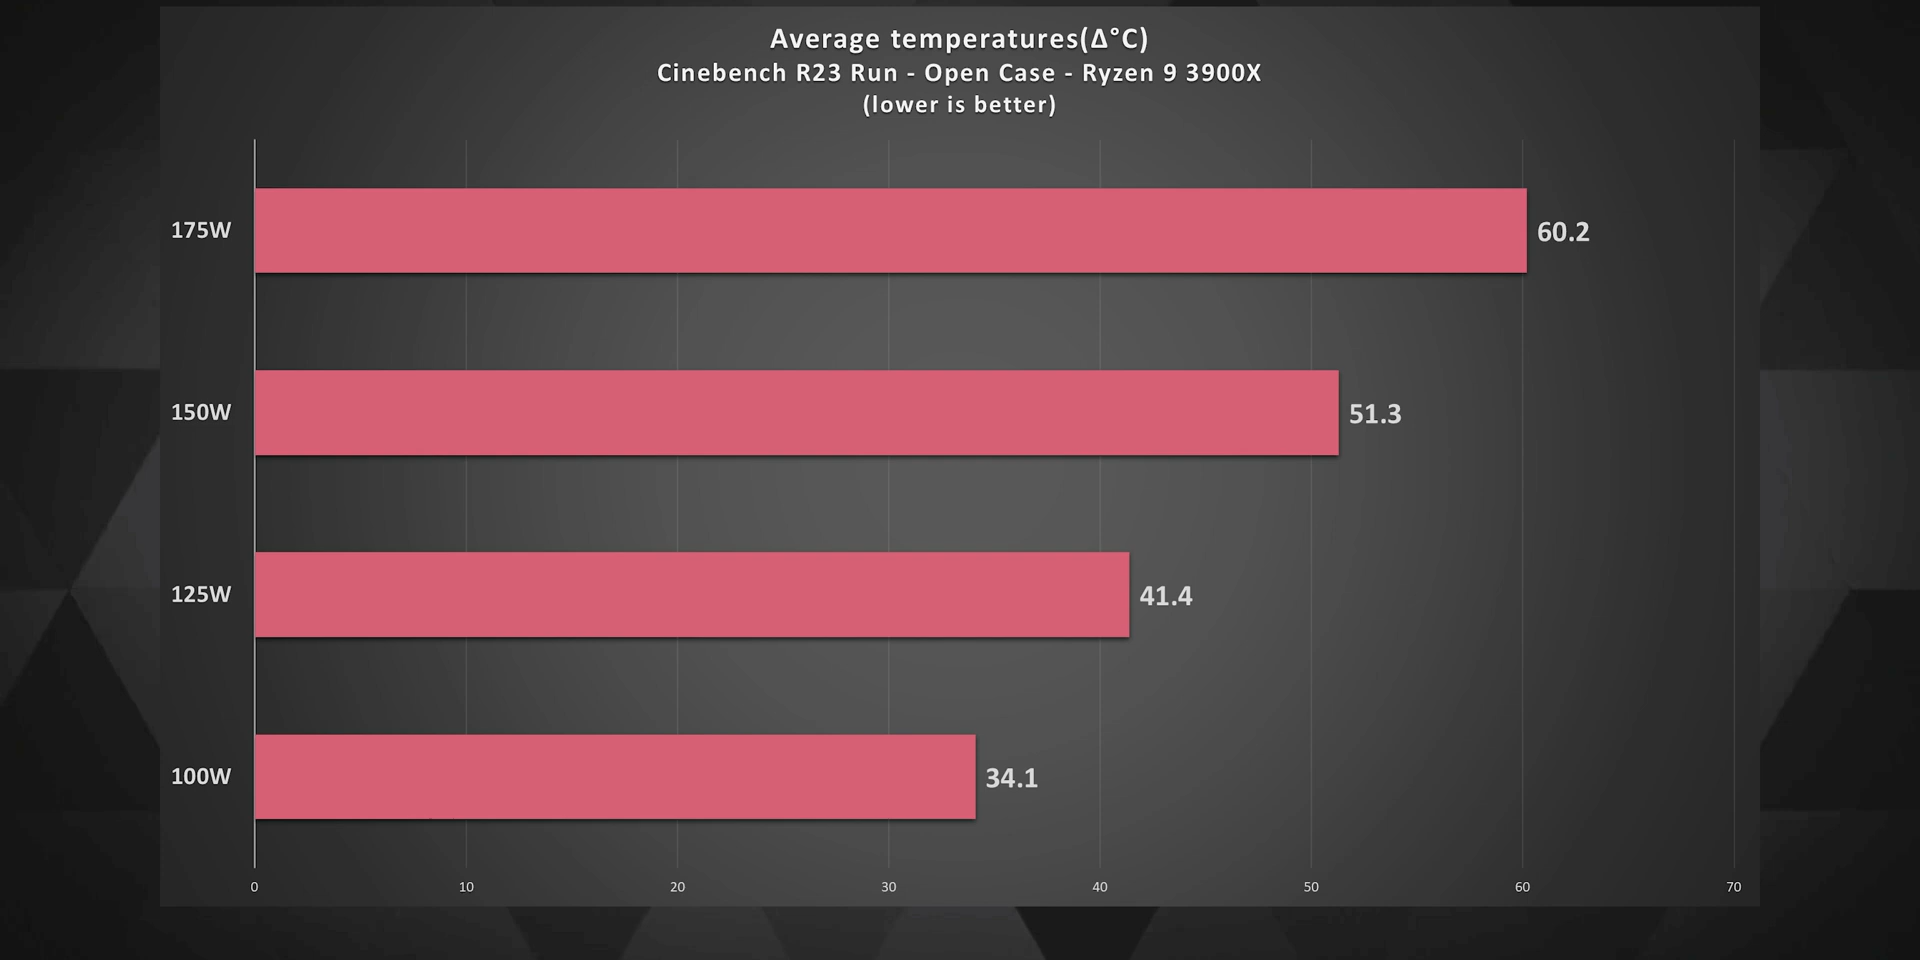 Average temperatures(Δ°C)
Cinebench R23 Run - Open Case - Ryzen 9 3900X
(lower is better)
175W 60.2
150W 51.3
125W 41.4
100W 34.1
0 10 20 30 40 50 60 70